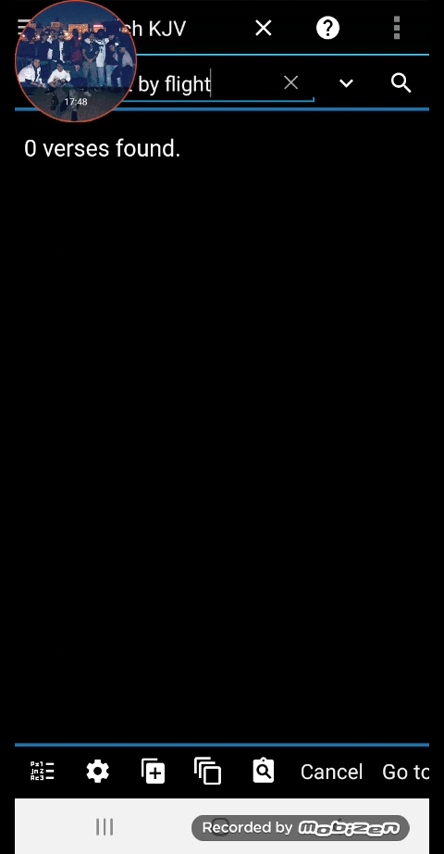 ch KJV
by flight
17:48
0 verses found.
Cancel Go to
Recorded by Mobizen